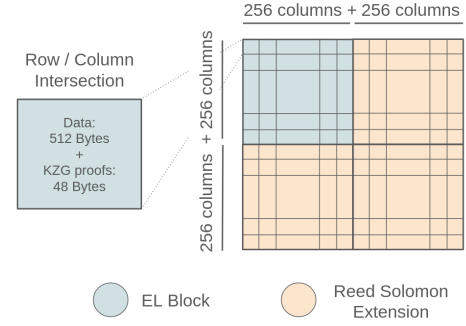 256 columns + 256 columns
Row / Column
Intersection
256 columns + 256 columns
Data:
512 Bytes
+
KZG proofs:
48 Bytes
EL Block
Reed Solomon
Extension